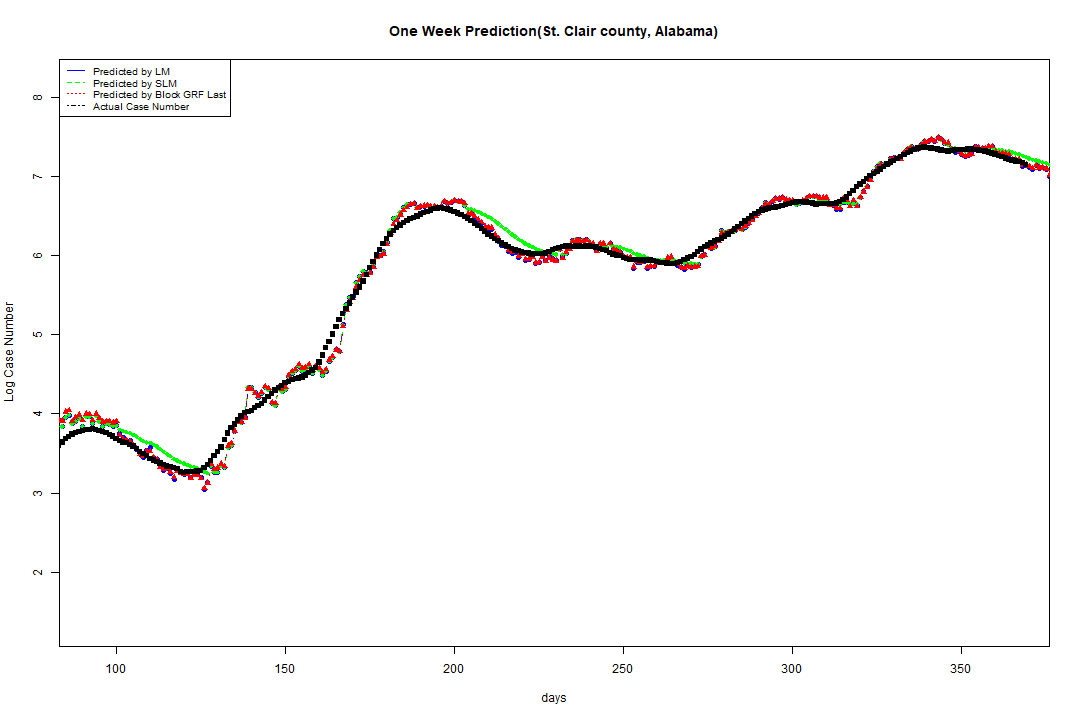 One Week Prediction(St. Clair county, Alabama)
Predicted by LM
Predicted by SLM
Predicted by Block GRF Last
Actual Case Number
8
7
6
5
4
3
2
Log Case Number
100 150 200 250 300 350
days